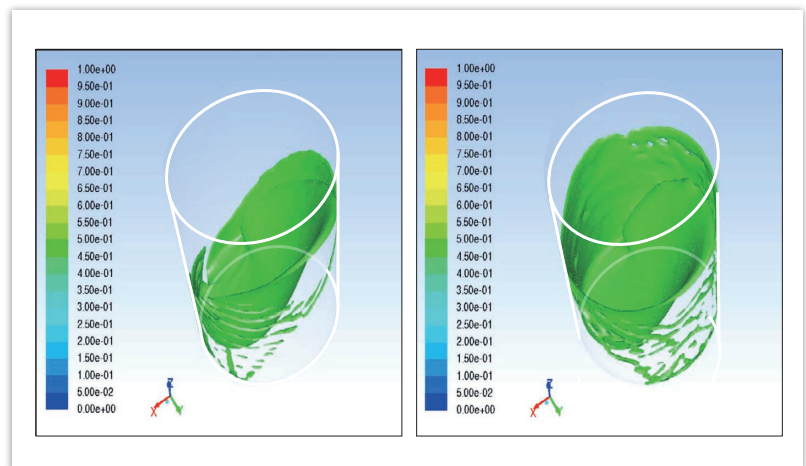 1.00e+00
9.50e-01
9.00e-01
8.50e-01
8.00e-01
7.50e-01
7.00e-01
6.50e-01
6.00e-01
5.50e-01
5.00e-01
4.50e-01
4.00e-01
3.50e-01
3.00e-01
2.50e-01
2.00e-01
1.50e-01
1.00e-01
5.00e-02
0.00e+00
Z
X
Y
1.00e+00
9.50e-01
9.00e-01
8.50e-01
8.00e-01
7.50e-01
7.00e-01
6.50e-01
6.00e-01
5.50e-01
5.00e-01
4.50e-01
4.00e-01
3.50e-01
3.00e-01
2.50e-01
2.00e-01
1.50e-01
1.00e-01
5.00e-02
0.00e+00
Z
X
Y